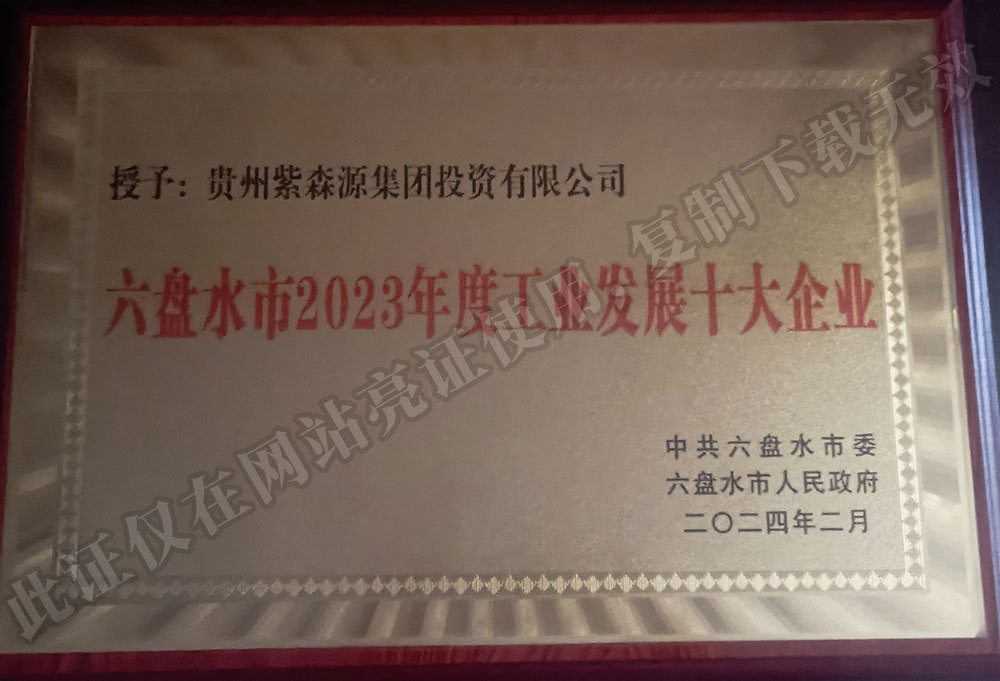 授予：贵州紫森源集团投资有限公司
六盘水市2023年度工业发展十大企业
中共六盘水市委
六盘水市人民政府
二〇二四年二月
此证仅在网站亮证使用 复制下载无效